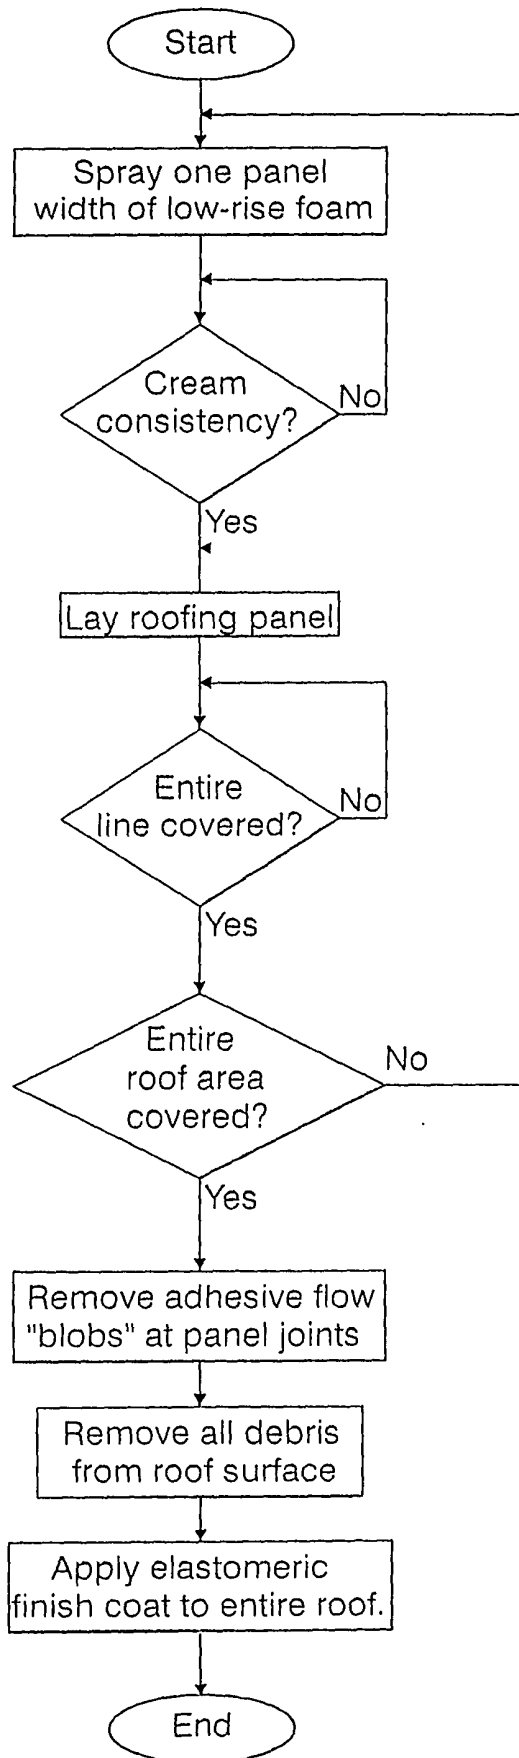 Start
Spray one panel
width of low-rise foam
Cream
consistency?
No
Yes
Lay roofing panel
Entire
line covered?
No
Yes
Entire
roof area
covered?
No
Yes
Remove adhesive flow
"blobs" at panel joints
Remove all debris
from roof surface
Apply elastomeric
finish coat to entire roof.
End